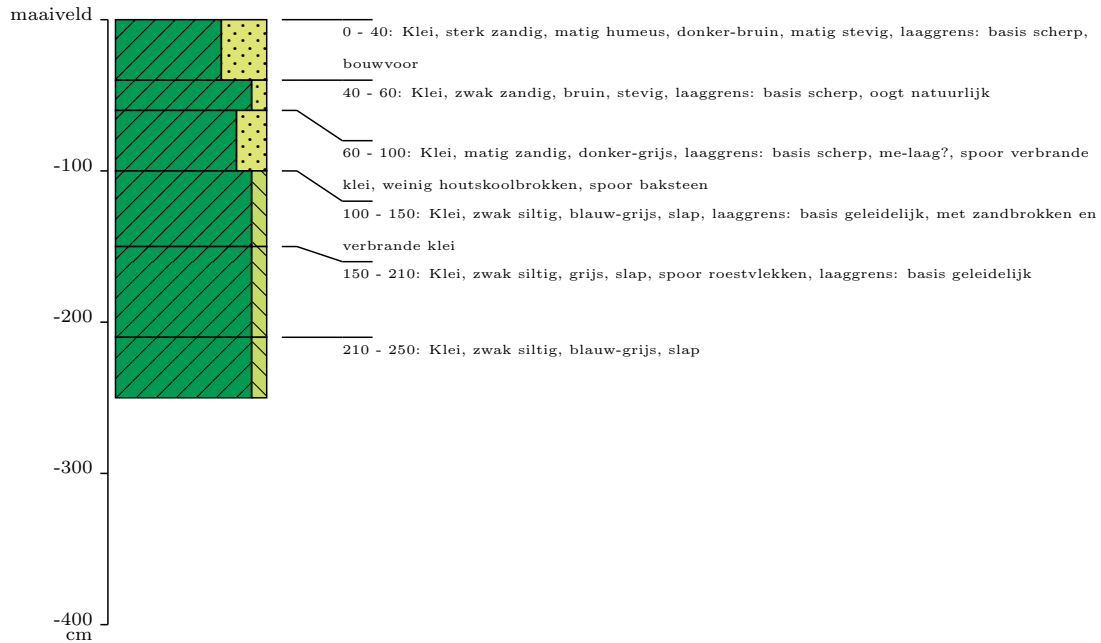 maaiveld
0 - 40: Klei, sterk zandig, matig humeus, donker-bruin, matig stevig, laaggrens: basis scherp,
bouwvoor
40 - 60: Klei, zwak zandig, bruin, stevig, laaggrens: basis scherp, oogt natuurlijk
60 - 100: Klei, matig zandig, donker-grijs, laaggrens: basis scherp, me-laag?, spoor verbrande
-100
klei, weinig houtskoolbrokken, spoor baksteen
100 - 150: Klei, zwak siltig, blauw-grijs, slap, laaggrens: basis geleidelijk, met zandbrokken en
verbrande klei
150 - 210: Klei, zwak siltig, grijs, slap, spoor roestvlekken, laaggrens: basis geleidelijk
-200
210 - 250: Klei, zwak siltig, blauw-grijs, slap
-300
-400
cm